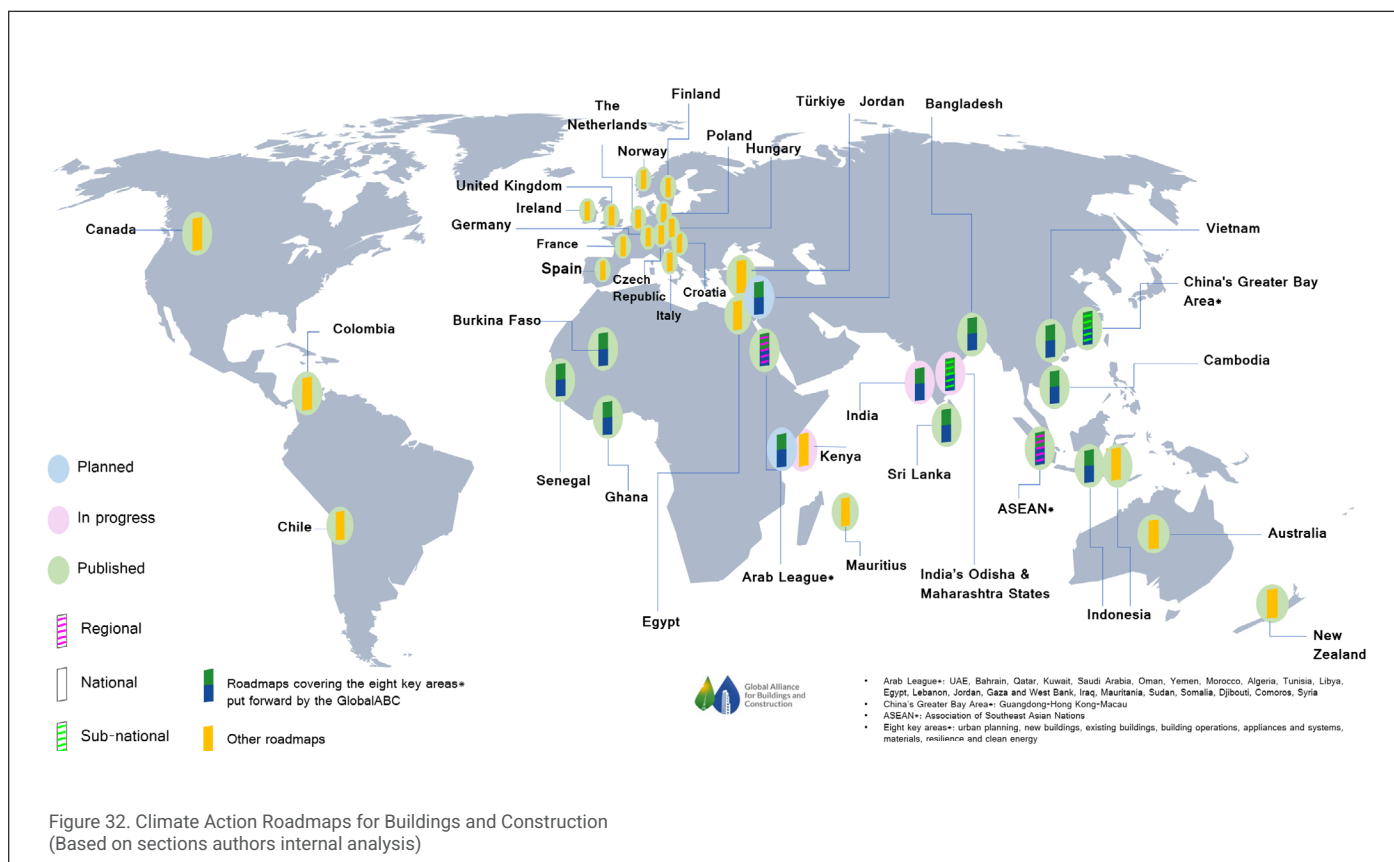 Finland
The
Netherlands
Türkiye
Jordan
Bangladesh
Poland
Hungary
Norway
United Kingdom
Ireland
Germany
France
Spain
Czech
Republic
Italy
Croatia
Canada
Vietnam
China's Greater Bay
Area*
Burkina Faso
Colombia
Cambodia
India
Kenya
Sri Lanka
Senegal
Ghana
ASEAN*
Chile
Australia
Mauritius
Arab League*
India's Odisha &
Maharashtra States
Indonesia
Egypt
New
Zealand
Planned
In progress
Published
Regional
National
Sub-national
Roadmaps covering the eight key areas*
put forward by the GlobalABC
Other roadmaps
Global Alliance
for Buildings and
Construction
• Arab League*: UAE, Bahrain, Qatar, Kuwait, Saudi Arabia, Oman, Yemen, Morocco, Algeria, Tunisia, Libya,
Egypt, Lebanon, Jordan, Gaza and West Bank, Iraq, Mauritania, Sudan, Somalia, Djibouti, Comoros, Syria
• China's Greater Bay Area*: Guangdong-Hong Kong-Macau
• ASEAN*: Association of Southeast Asian Nations
• Eight key areas*: urban planning, new buildings, existing buildings, building operations, appliances and systems,
materials, resilience and clean energy
Figure 32. Climate Action Roadmaps for Buildings and Construction
(Based on sections authors internal analysis)